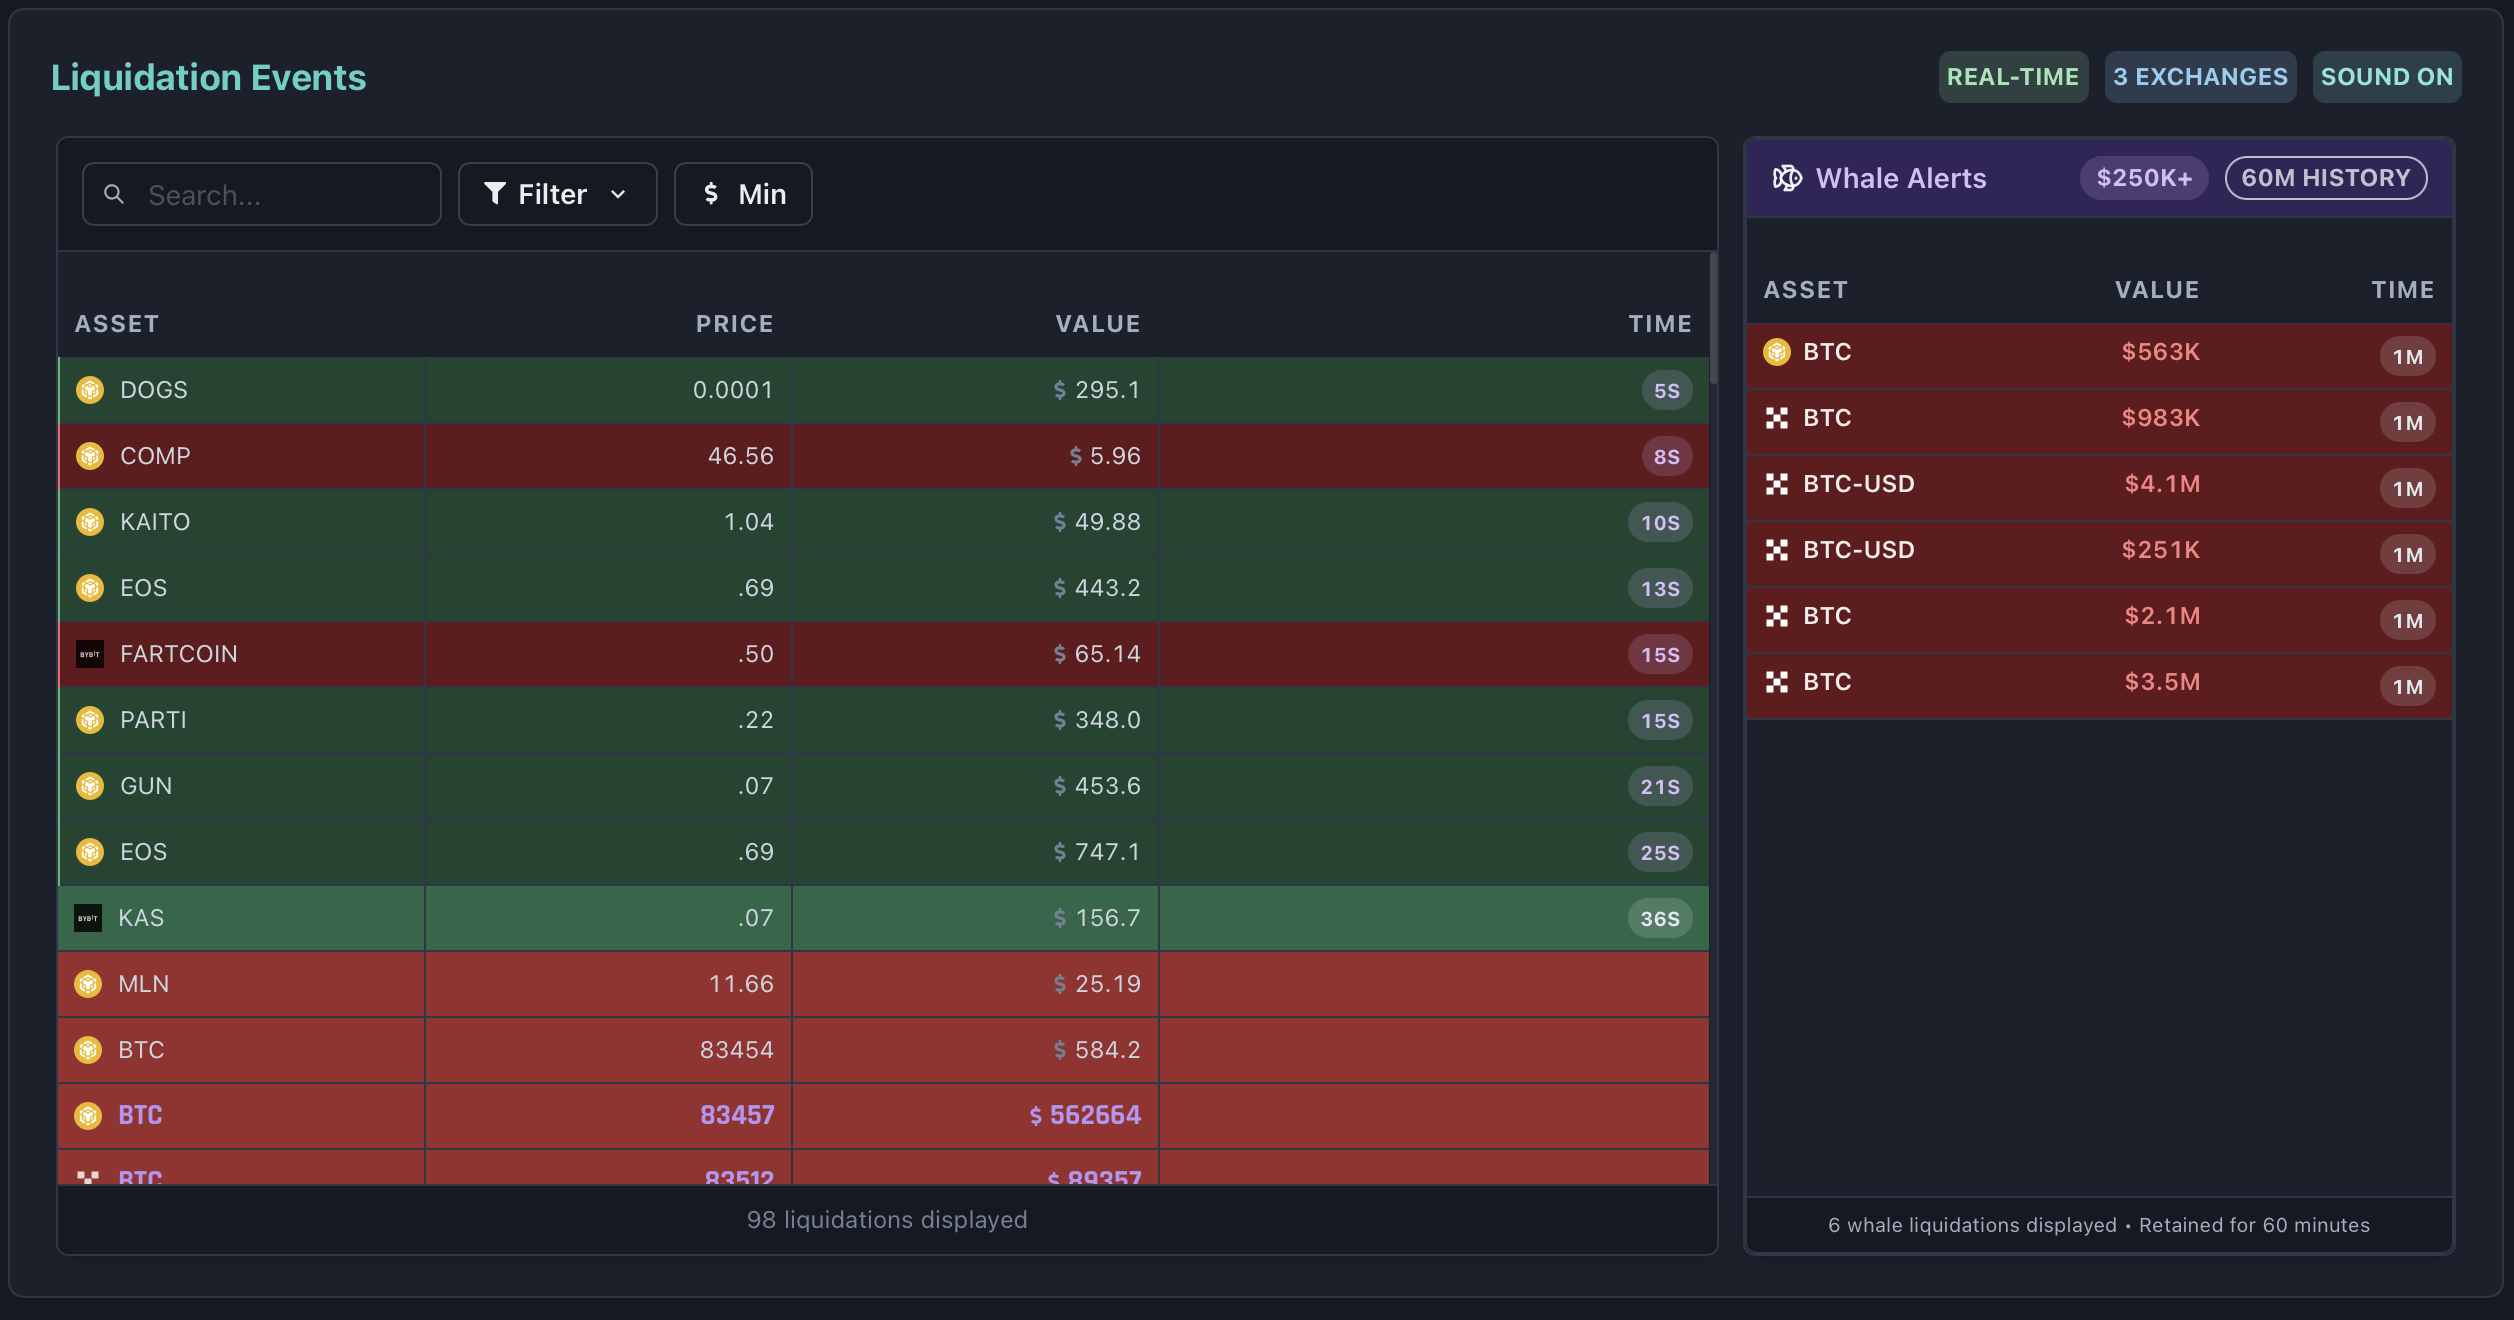 Liquidation Events
REAL-TIME 3 EXCHANGES SOUND ON
Search...
Filter
$ Min
ASSET PRICE VALUE TIME
DOGS 0.0001 $ 295.1 5S
COMP 46.56 $ 5.96 8S
KAITO 1.04 $ 49.88 10S
EOS .69 $ 443.2 13S
BYBIT FARTCOIN .50 $ 65.14 15S
PARTI .22 $ 348.0 15S
GUN .07 $ 453.6 21S
EOS .69 $ 747.1 25S
BYBIT KAS .07 $ 156.7 36S
MLN 11.66 $ 25.19
BTC 83454 $ 584.2
BTC 83457 $ 562664
BTC 83512 $ 89357
98 liquidations displayed
Whale Alerts $250K+ 60M HISTORY
ASSET VALUE TIME
BTC $563K 1M
BTC $983K 1M
BTC-USD $4.1M 1M
BTC-USD $251K 1M
BTC $2.1M 1M
BTC $3.5M 1M
6 whale liquidations displayed • Retained for 60 minutes